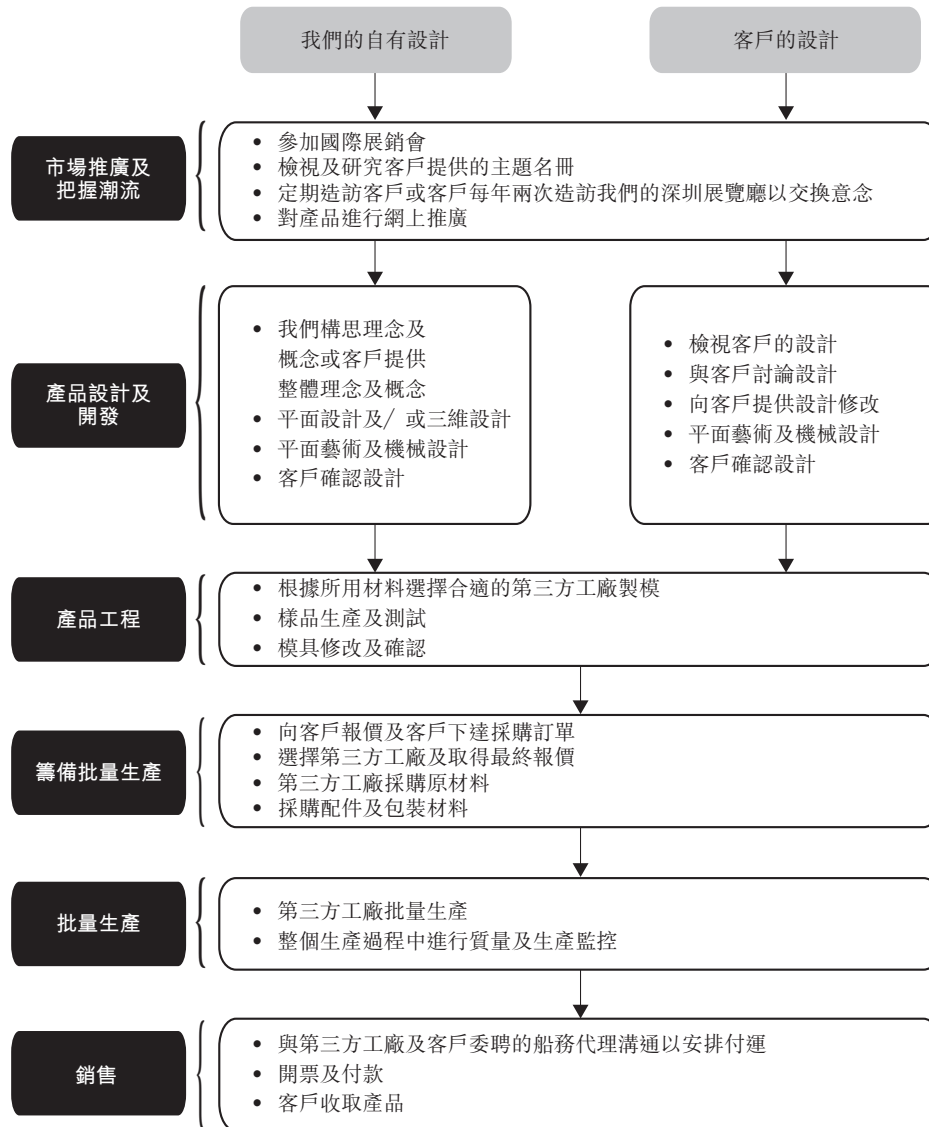 我們的自有設計
客戶的設計
市場推廣及
把握潮流
• 參加國際展銷會
• 檢視及研究客戶提供的主題名冊
• 定期造訪客戶或客戶每年兩次造訪我們的深圳展覽廳以交換意念
• 對產品進行網上推廣
產品設計及
開發
• 我們構思理念及
概念或客戶提供
整體理念及概念
• 平面設計及/ 或三維設計
• 平面藝術及機械設計
• 客戶確認設計
• 檢視客戶的設計
• 與客戶討論設計
• 向客戶提供設計修改
• 平面藝術及機械設計
• 客戶確認設計
產品工程
• 根據所用材料選擇合適的第三方工廠製模
• 樣品生產及測試
• 模具修改及確認
籌備批量生產
• 向客戶報價及客戶下達採購訂單
• 選擇第三方工廠及取得最終報價
• 第三方工廠採購原材料
• 採購配件及包裝材料
批量生產
• 第三方工廠批量生產
• 整個生產過程中進行質量及生產監控
銷售
• 與第三方工廠及客戶委聘的船務代理溝通以安排付運
• 開票及付款
• 客戶收取產品